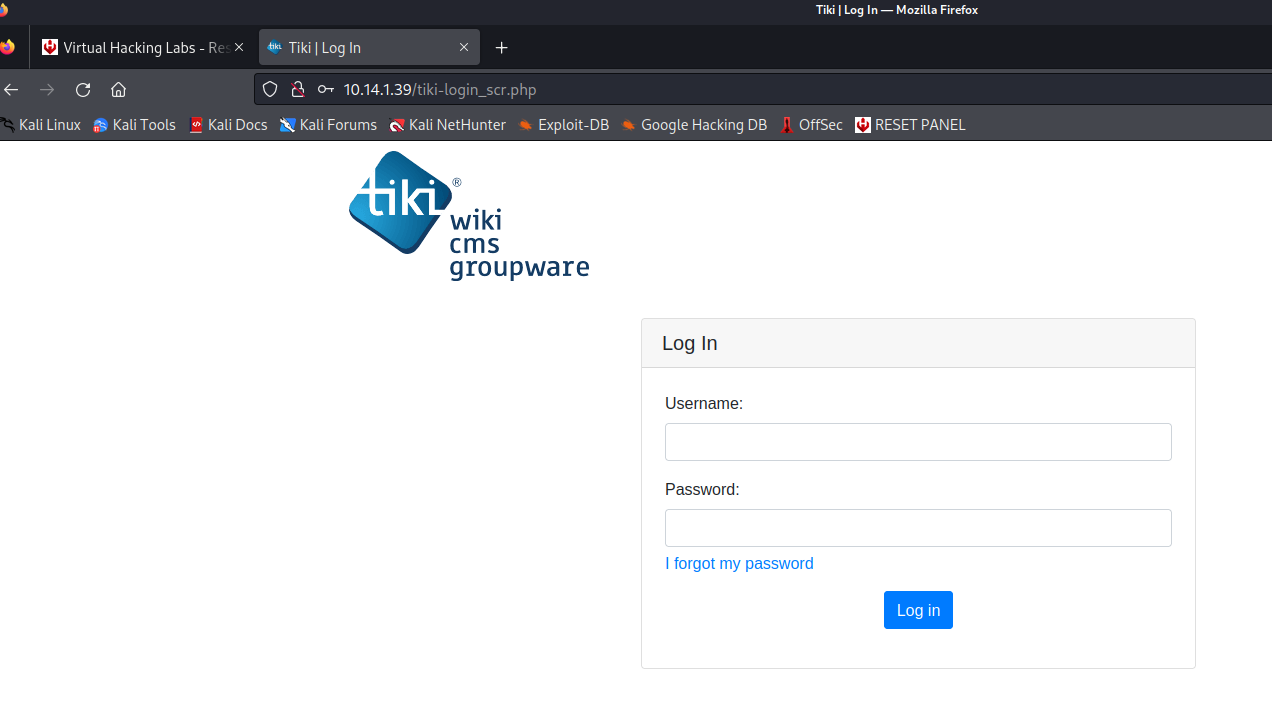 Tiki | Log In — Mozilla Firefox
Virtual Hacking Labs - Res
Tiki | Log In
10.14.1.39/tiki-login_scr.php
Kali Linux Kali Tools Kali Docs Kali Forums Kali NetHunter Exploit-DB Google Hacking DB OffSec RESET PANEL
tiki®
wiki
cms
groupware
Log In
Username:
Password:
I forgot my password
Log in